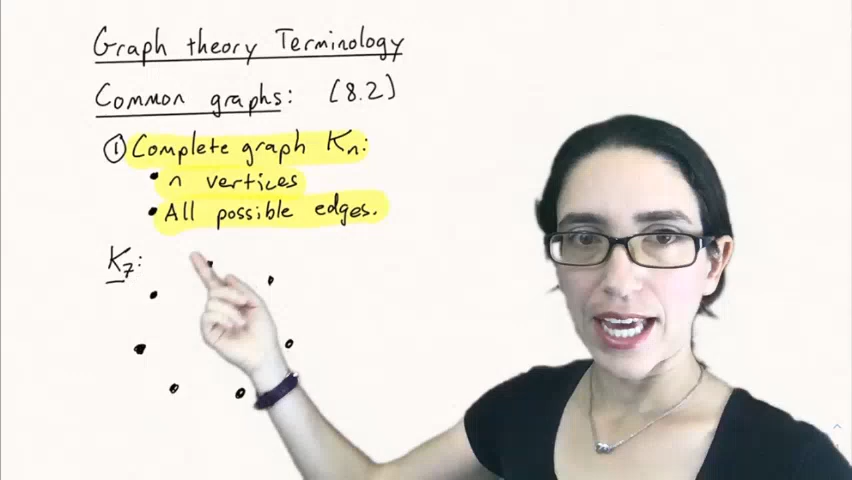 Graph theory Terminology
Common graphs: [8.2]
① Complete graph Kₙ:
• n vertices
• All possible edges.
K₇: